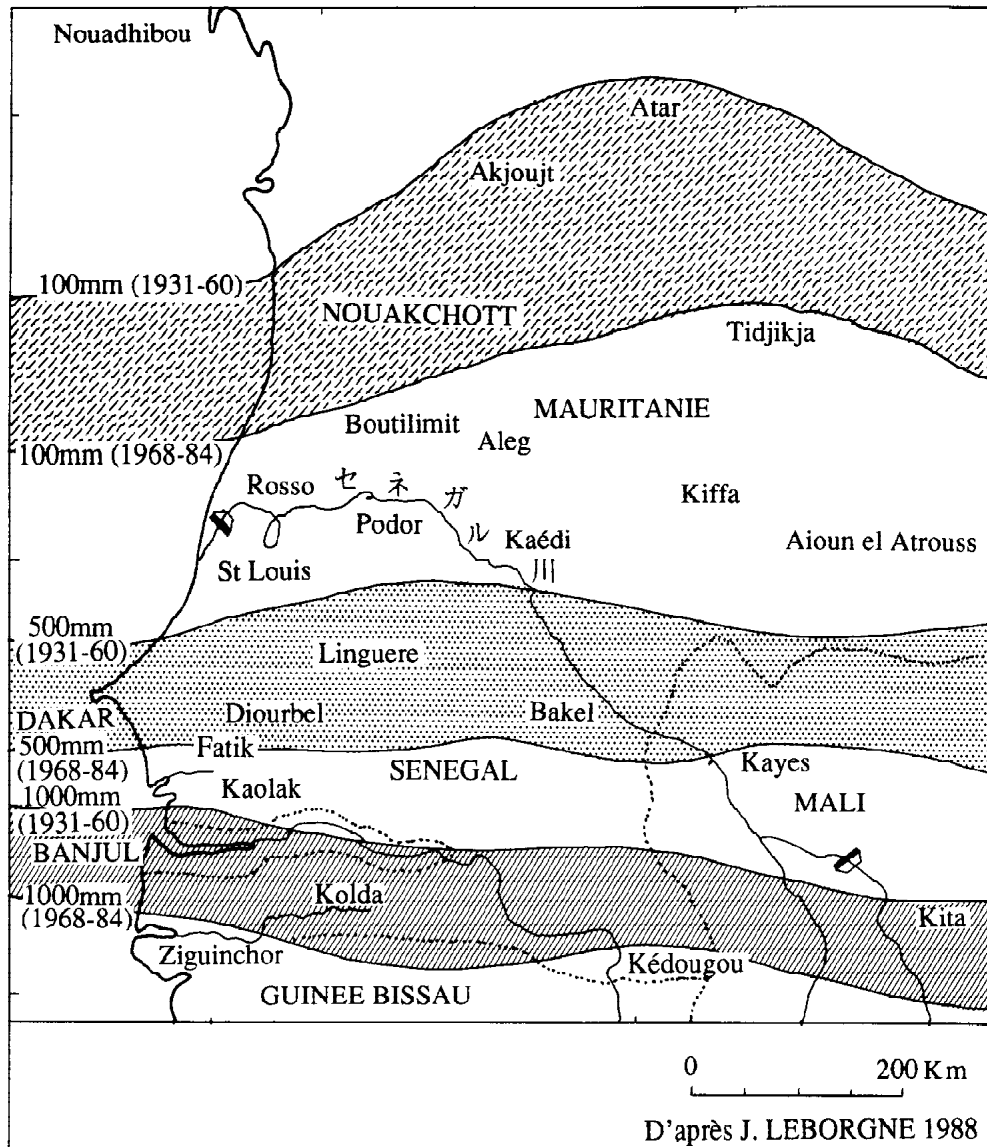 Nouadhibou
Atar
Akjoujt
100mm (1931-60)
NOUAKCHOTT
Tidjikja
MAURITANIE
Boutilimit
Aleg
100mm (1968-84)
Rosso
セネガル川
Podor
Kiffa
Kaédi
Aioun el Atrouss
St Louis
500mm
(1931-60)
Linguere
DAKAR
Diourbel
Bakel
500mm
(1968-84)
Fatik
SENEGAL
Kayes
Kaolak
MALI
1000mm
(1931-60)
BANJUL
Kolda
1000mm
(1968-84)
Kita
Ziguinchor
Kédougou
GUINEE BISSAU
0 200 Km
D'après J. LEBORGNE 1988